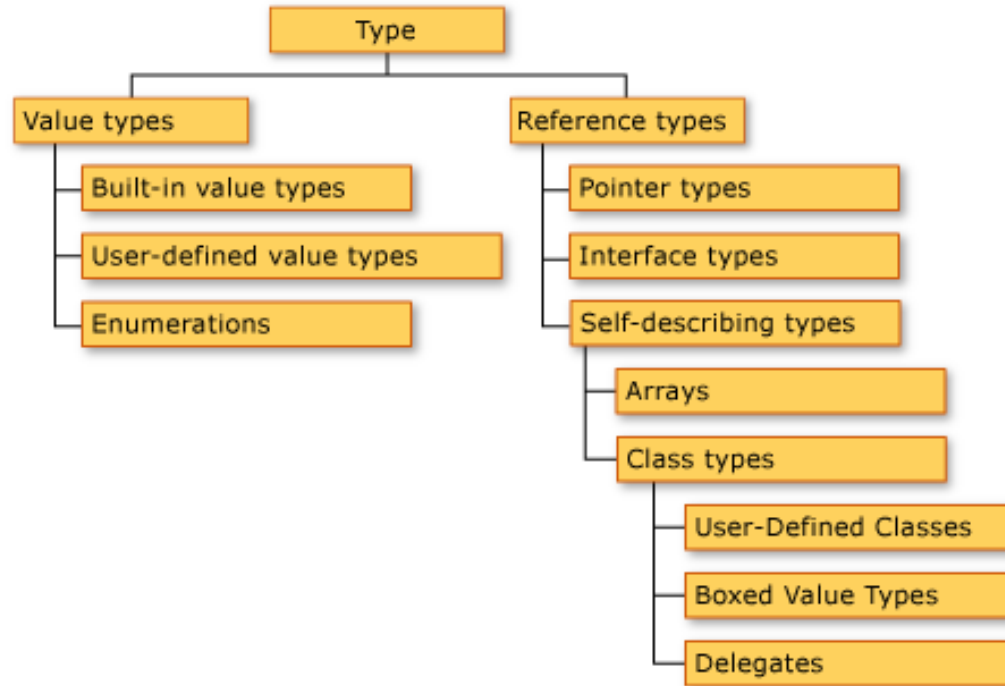 Type
Value types
Built-in value types
User-defined value types
Enumerations
Reference types
Pointer types
Interface types
Self-describing types
Arrays
Class types
User-Defined Classes
Boxed Value Types
Delegates